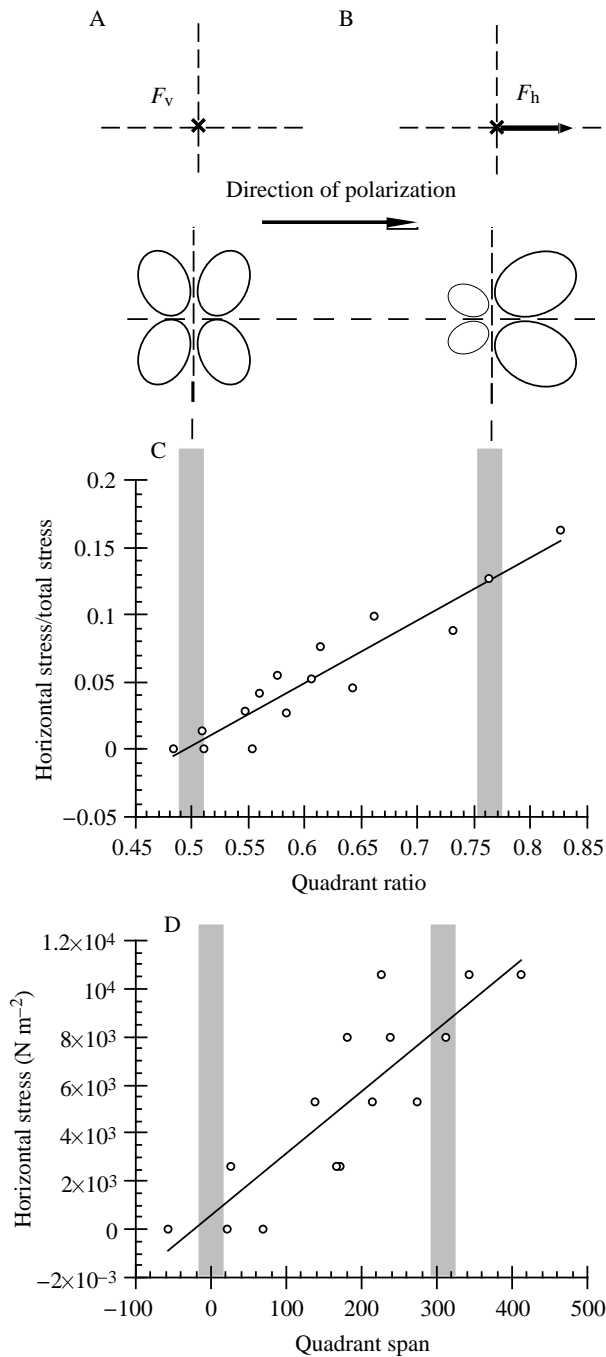 A
B
Fv
Fh
Direction of polarization
C
0.2
0.15
0.1
0.05
0
−0.05
Horizontal stress/total stress
0.45 0.5 0.55 0.6 0.65 0.7 0.75 0.8 0.85
Quadrant ratio
D
1.2×10⁴
10⁴
8×10³
6×10³
4×10³
2×10³
0
−2×10⁻³
Horizontal stress (N m⁻²)
−100 0 100 200 300 400 500
Quadrant span